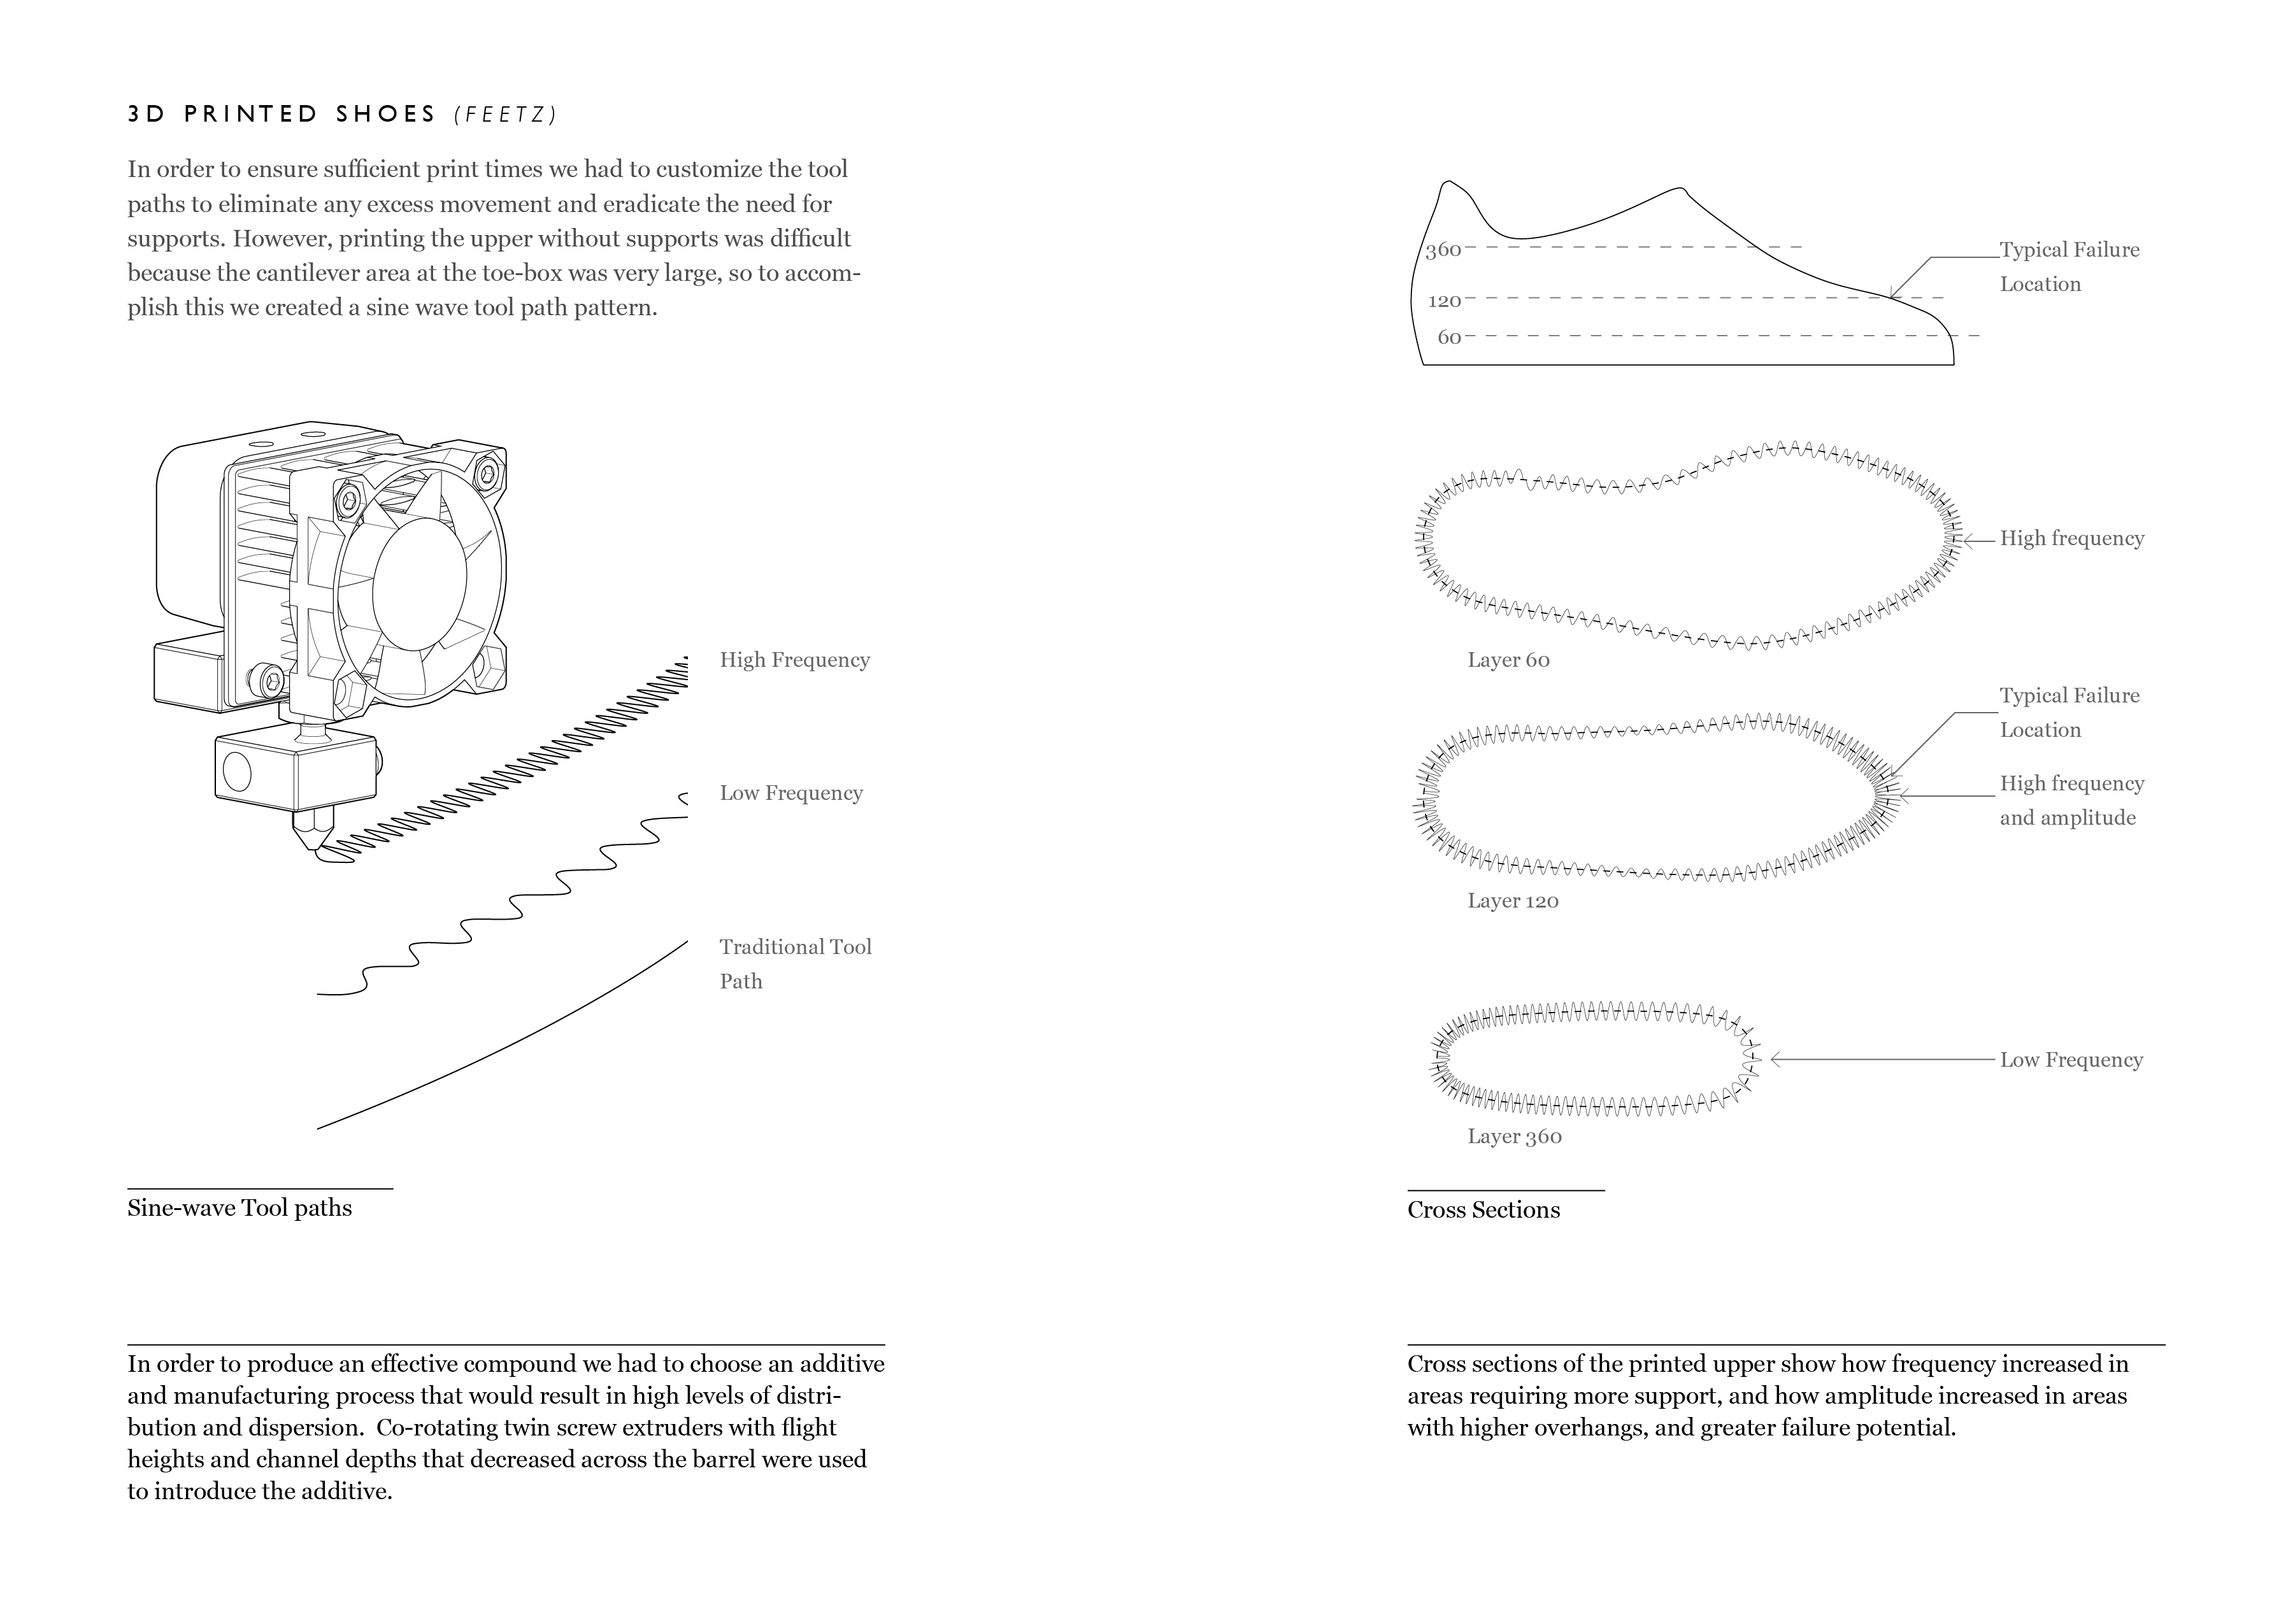 3D PRINTED SHOES (FEETZ)
In order to ensure sufficient print times we had to customize the tool
paths to eliminate any excess movement and eradicate the need for
supports. However, printing the upper without supports was difficult
because the cantilever area at the toe-box was very large, so to accom-
plish this we created a sine wave tool path pattern.
High Frequency
Low Frequency
Traditional Tool
Path
Sine-wave Tool paths
In order to produce an effective compound we had to choose an additive
and manufacturing process that would result in high levels of distri-
bution and dispersion.  Co-rotating twin screw extruders with flight
heights and channel depths that decreased across the barrel were used
to introduce the additive.
360
120
60
Typical Failure
Location
High frequency
Layer 60
Typical Failure
Location
High frequency
and amplitude
Layer 120
Low Frequency
Layer 360
Cross Sections
Cross sections of the printed upper show how frequency increased in
areas requiring more support, and how amplitude increased in areas
with higher overhangs, and greater failure potential.